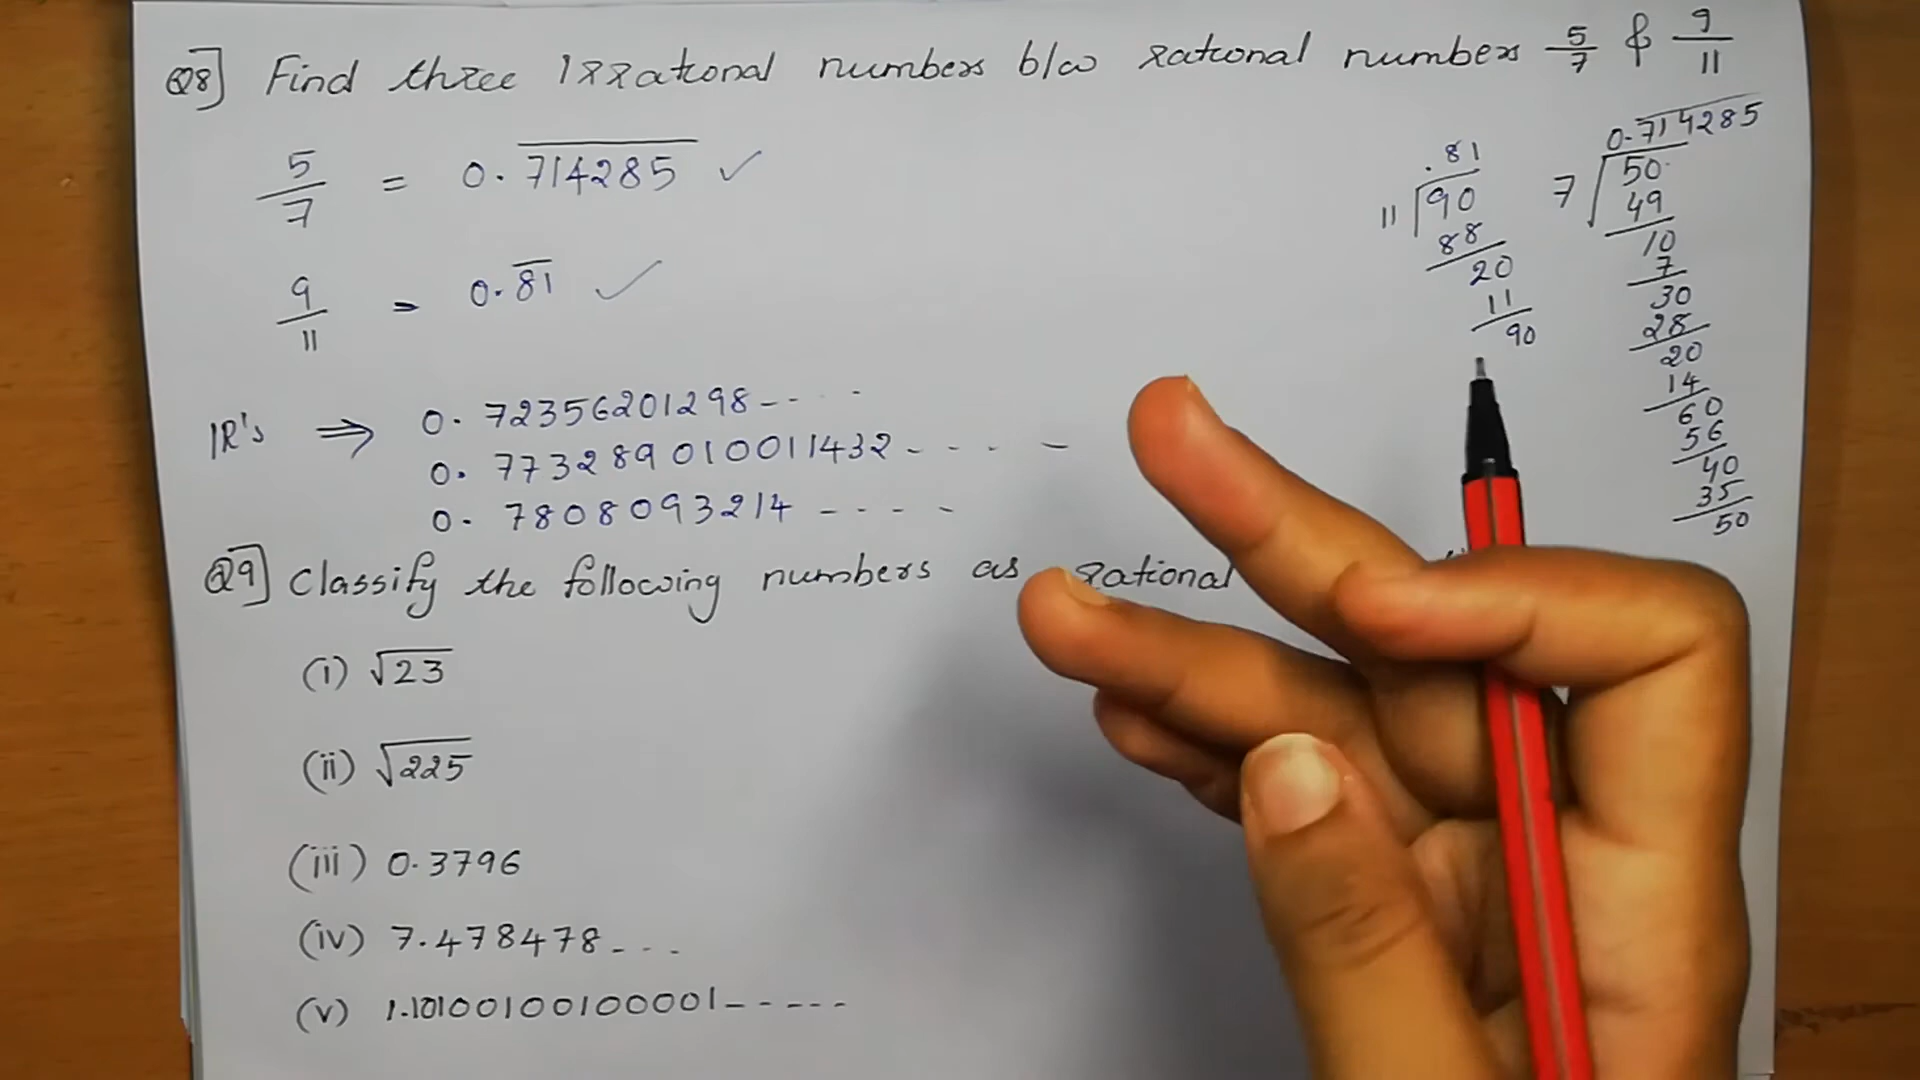 Q8] Find three Irrational numbers b/w rational numbers 5/7 & 9/11
5/7 = 0.714285 ✓
9/11 = 0.81 ✓
.81
11 90
88
20
11
90
0.714285
7 50
49
10
7
30
28
20
14
60
56
40
35
50
IR's ⇒ 0.72356201298--..
0.773289010011432----
0.7808093214----
Q9] Classify the following numbers as rational
(i) √23
(ii) √225
(iii) 0.3796
(iv) 7.478478---
(v) 1.10100100100001-----